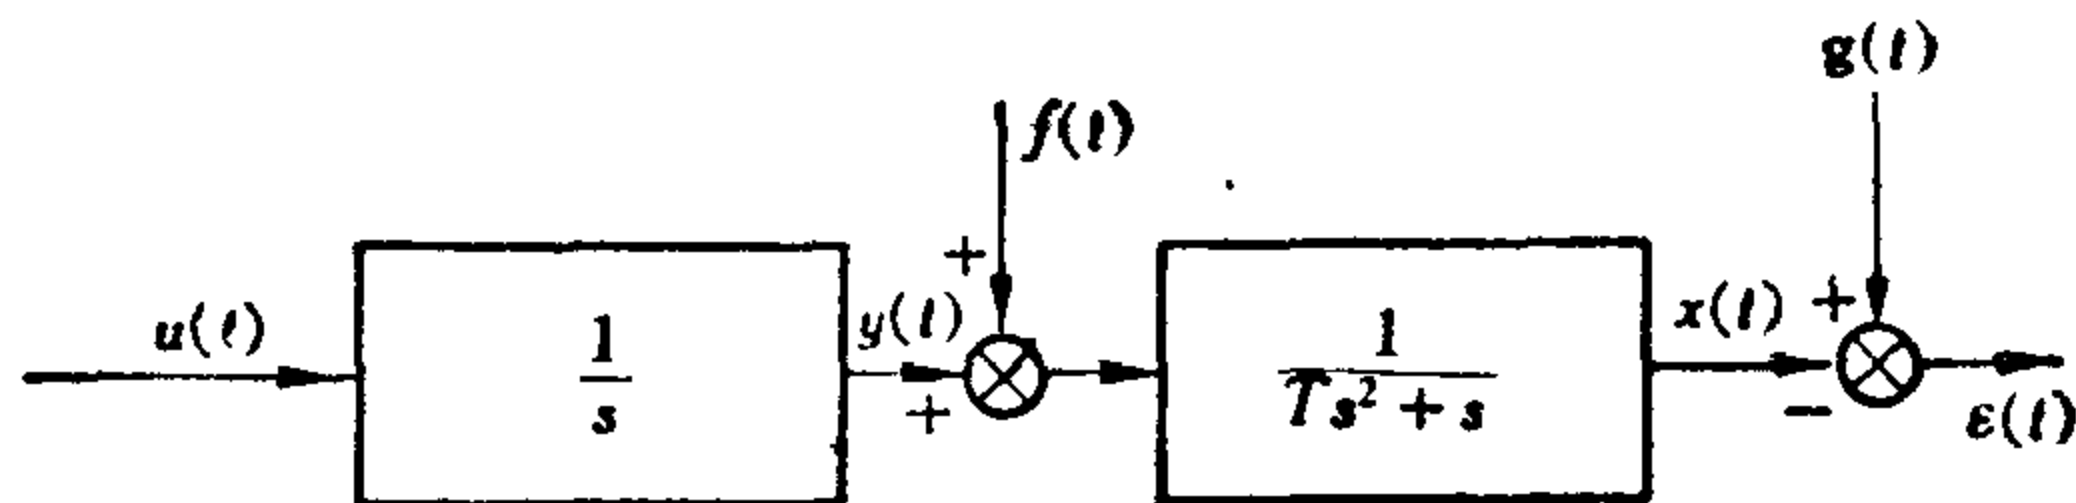 g(t)
f(t)
+
u(t)
1
s
y(t)
+
1
Ts² + s
x(t)
+
−
ε(t)